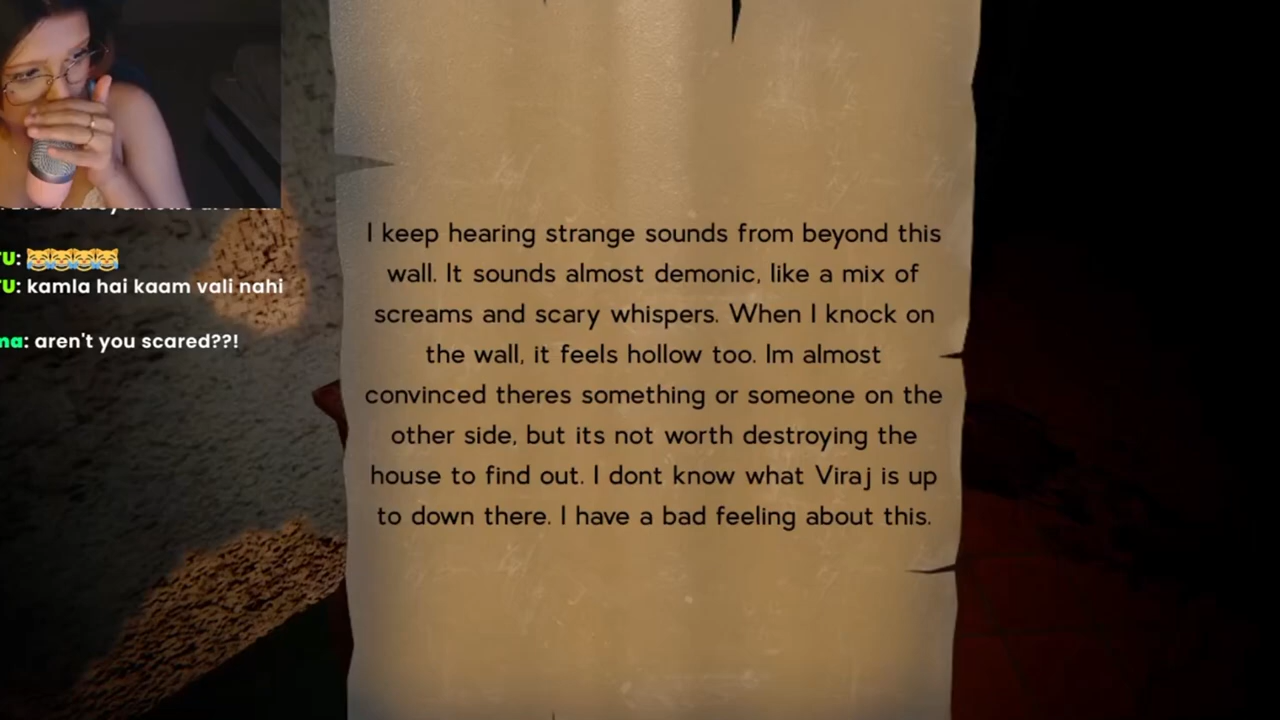 U:
U: kamla hai kaam vali nahi
ma: aren't you scared??!
I keep hearing strange sounds from beyond this
wall. It sounds almost demonic, like a mix of
screams and scary whispers. When I knock on
the wall, it feels hollow too. Im almost
convinced theres something or someone on the
other side, but its not worth destroying the
house to find out. I dont know what Viraj is up
to down there. I have a bad feeling about this.